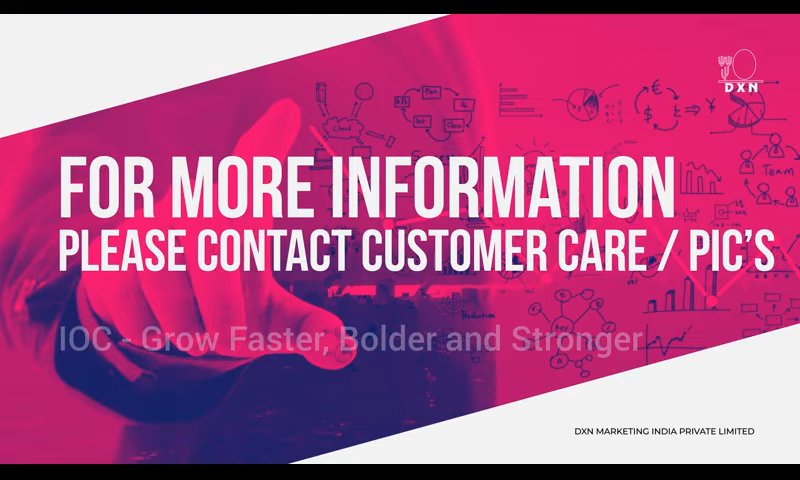 DXN
FOR MORE INFORMATION
PLEASE CONTACT CUSTOMER CARE / PIC'S
Team
IOC - Grow Faster, Bolder and Stronger
DXN MARKETING INDIA PRIVATE LIMITED